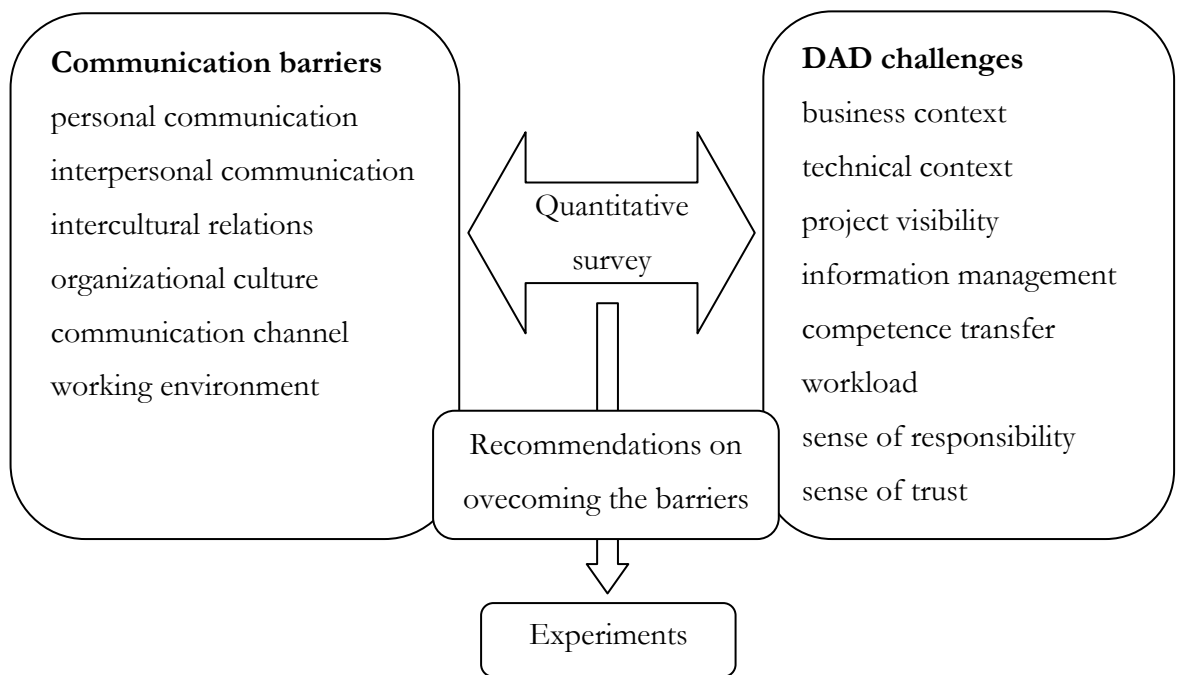 Communication barriers
personal communication
interpersonal communication
intercultural relations
organizational culture
communication channel
working environment
Quantitative
survey
DAD challenges
business context
technical context
project visibility
information management
competence transfer
workload
sense of responsibility
sense of trust
Recommendations on
ovecoming the barriers
Experiments